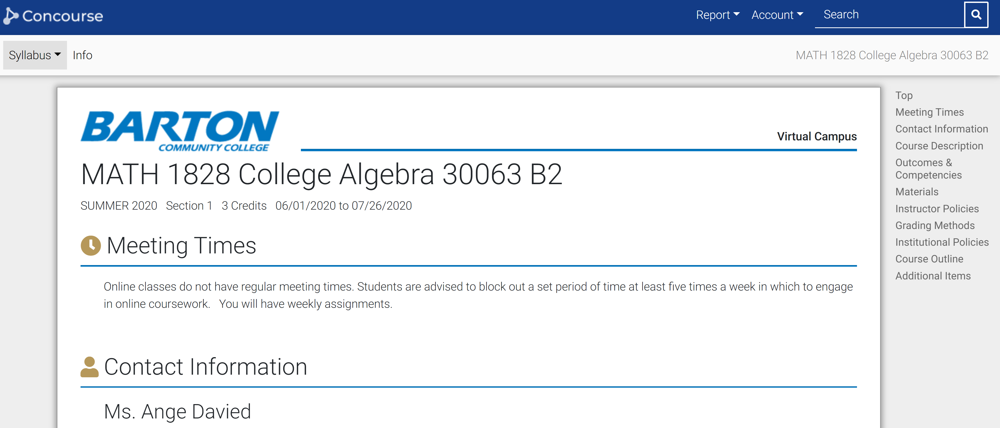 Concourse
Report Account Search
Syllabus Info MATH 1828 College Algebra 30063 B2
BARTON
COMMUNITY COLLEGE
Virtual Campus
MATH 1828 College Algebra 30063 B2
SUMMER 2020 Section 1 3 Credits 06/01/2020 to 07/26/2020
Meeting Times
Online classes do not have regular meeting times. Students are advised to block out a set period of time at least five times a week in which to engage
in online coursework. You will have weekly assignments.
Contact Information
Ms. Ange Davied
Top
Meeting Times
Contact Information
Course Description
Outcomes &
Competencies
Materials
Instructor Policies
Grading Methods
Institutional Policies
Course Outline
Additional Items